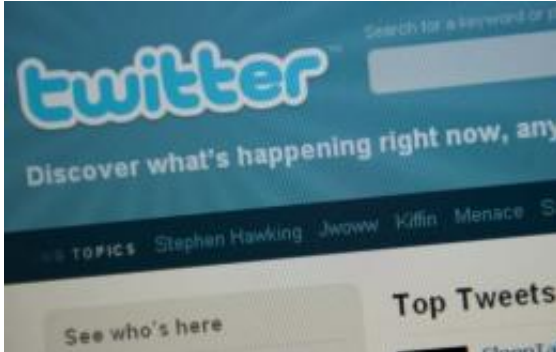 twitter™
Search for a keyword or p
Discover what's happening right now, any
TOPICS Stephen Hawking Jwoww Kiffin Menace S
Top Tweets
See who's here